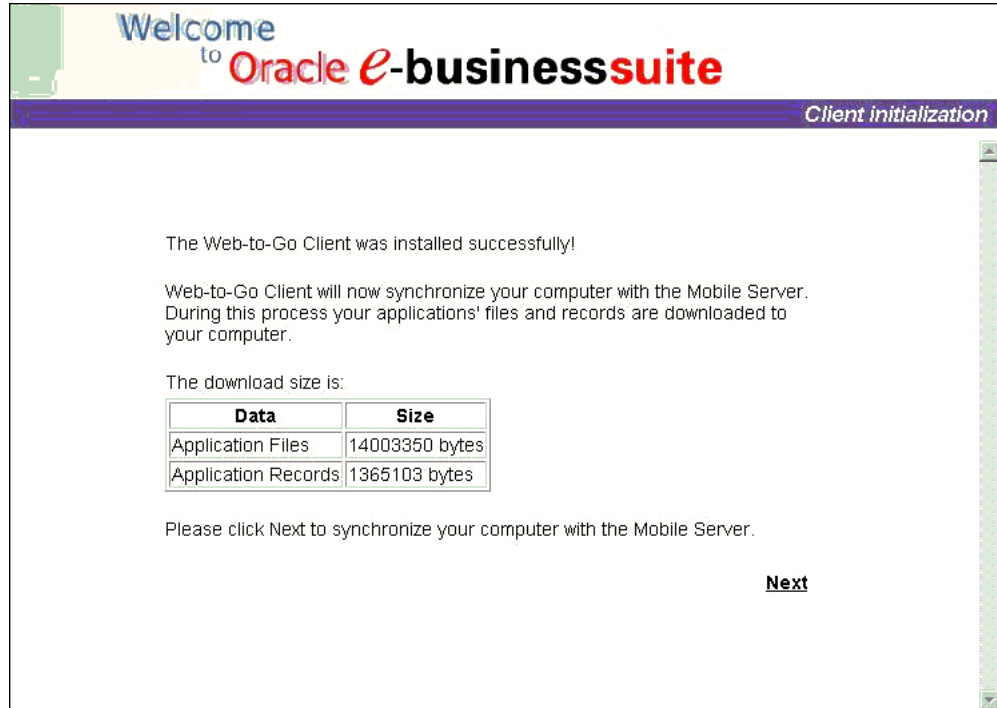 Welcome
to Oracle e-businesssuite
Client initialization
The Web-to-Go Client was installed successfully!
Web-to-Go Client will now synchronize your computer with the Mobile Server.
During this process your applications' files and records are downloaded to
your computer.
The download size is:
Data Size
Application Files 14003350 bytes
Application Records 1365103 bytes
Please click Next to synchronize your computer with the Mobile Server.
Next